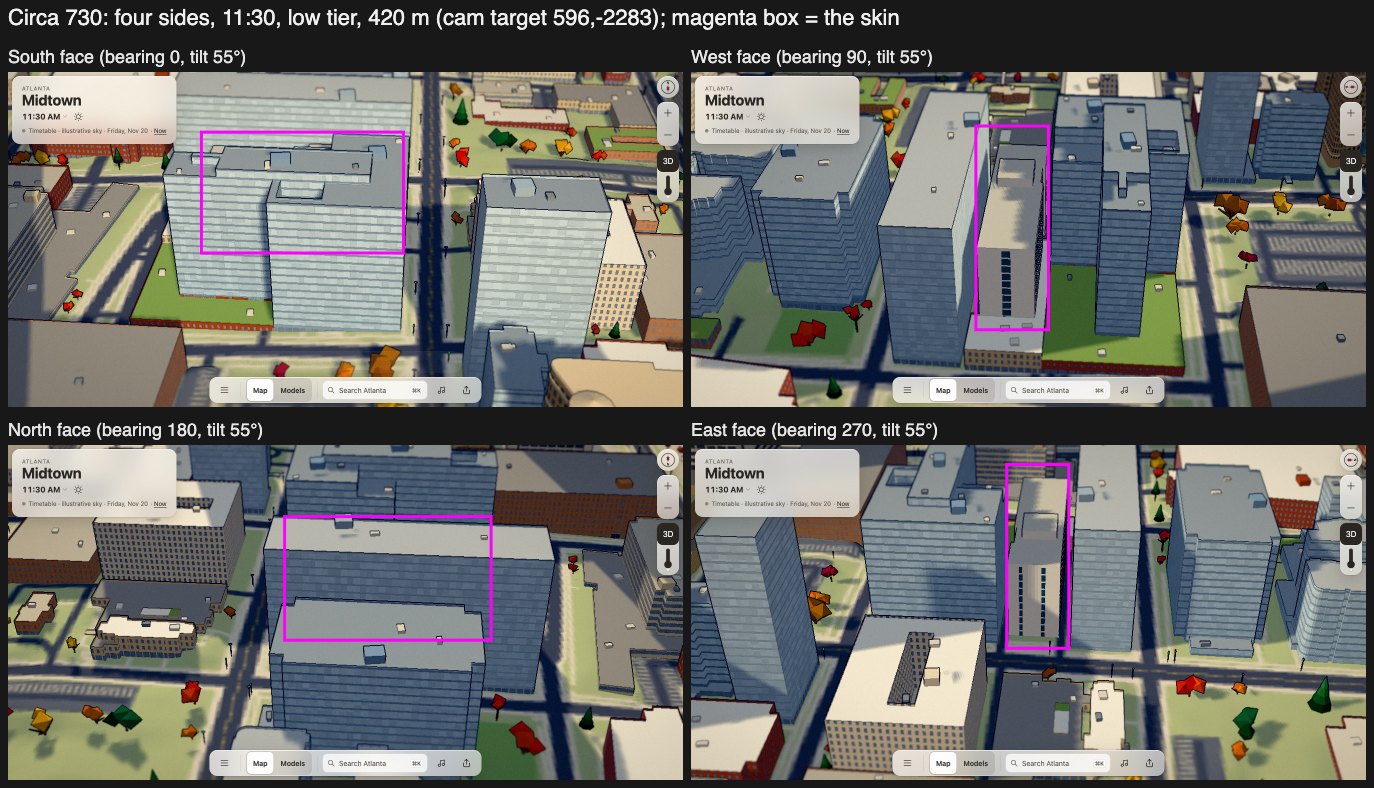 Circa 730: four sides, 11:30, low tier, 420 m (cam target 596,-2283); magenta box = the skin
South face (bearing 0, tilt 55°)
ATLANTA
Midtown
11:30 AM
Timetable · illustrative sky · Friday, Nov 20 · Now
+
−
3D
Map Models Search Atlanta ⌘K
West face (bearing 90, tilt 55°)
ATLANTA
Midtown
11:30 AM
Timetable · illustrative sky · Friday, Nov 20 · Now
+
−
3D
Map Models Search Atlanta ⌘K
North face (bearing 180, tilt 55°)
ATLANTA
Midtown
11:30 AM
Timetable · illustrative sky · Friday, Nov 20 · Now
+
−
3D
Map Models Search Atlanta ⌘K
East face (bearing 270, tilt 55°)
ATLANTA
Midtown
11:30 AM
Timetable · illustrative sky · Friday, Nov 20 · Now
+
−
3D
Map Models Search Atlanta ⌘K